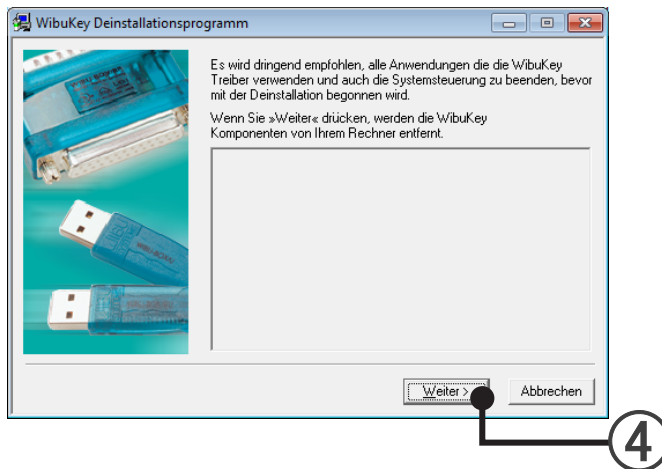 WibuKey Deinstallationsprogramm
Es wird dringend empfohlen, alle Anwendungen die die WibuKey
Treiber verwenden und auch die Systemsteuerung zu beenden, bevor
mit der Deinstallation begonnen wird.
Wenn Sie »Weiter« drücken, werden die WibuKey
Komponenten von Ihrem Rechner entfernt.
Weiter >
Abbrechen
4